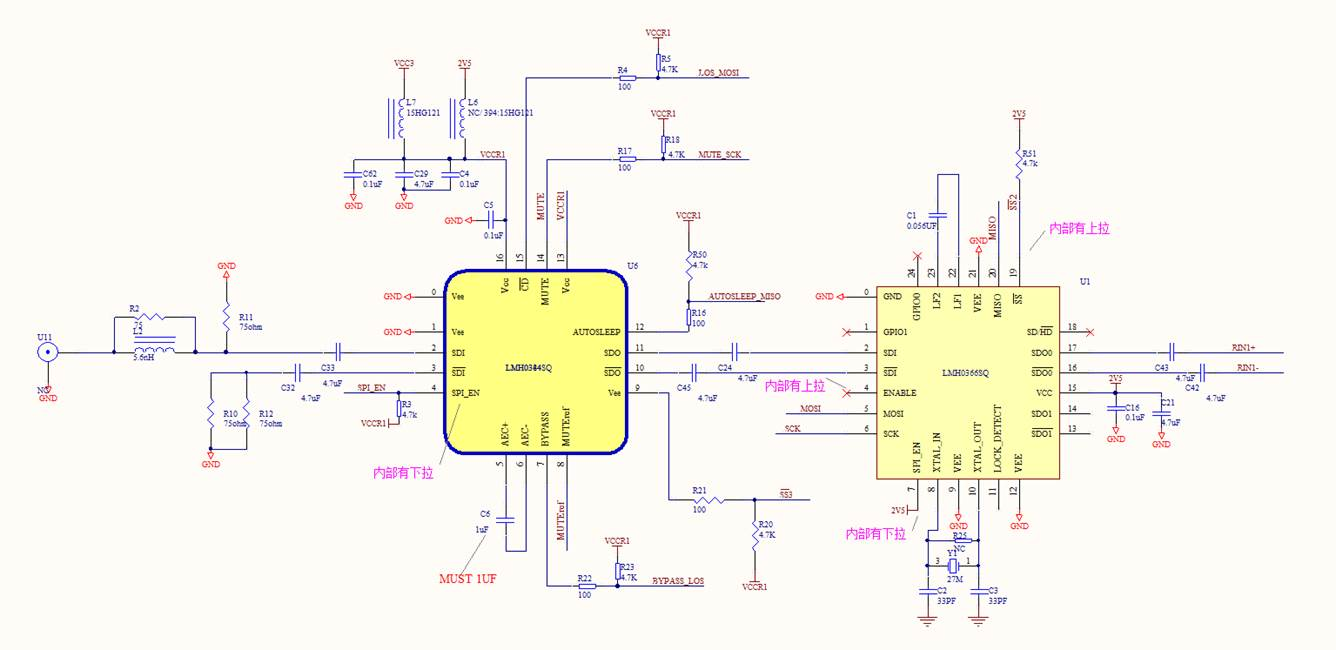 VCCR1
R5
4.7K
R4
LOS_MOSI
100
VCC3
2V5
L7
15HG121
L6
NC/ 394:15HG121
VCCR1
R18
4.7K
R17
MUTE_SCK
100
VCCR1
C62
0.1uF
C29
4.7uF
C4
0.1uF
GND
GND
C5
GND
0.1uF
MUTE
VCCR1
2V5
R51
4.7k
C1
0.056UF
MISO
SS2
内部有上拉
VCCR1
R50
4.7k
AUTOSLEEP_MISO
R16
100
16
15
14
13
U6
Vcc
CD
MUTE
Vcc
GND
0
Vee
GND
1
Vee
AUTOSLEEP
12
2
SDI
SDO
11
3
SDI
SDO
10
4
SPI_EN
Vee
9
AEC+
AEC-
BYPASS
MUTEref
5
6
7
8
GND
R11
75ohm
R2
75
L2
5.6nH
U11
GND
C33
4.7uF
C32
4.7uF
SPI_EN
R3
4.7k
VCCR1
R10
75ohm
R12
75ohm
GND
内部有下拉
C6
1uF
MUST 1UF
MUTEref
VCCR1
R23
4.7K
R22
100
BYPASS_LOS
R21
100
SS3
R20
4.7K
VCCR1
C24
4.7uF
C45
4.7uF
内部有上拉
MOSI
SCK
GND
24
23
22
21
20
19
U1
GPIO0
LF2
LF1
VEE
MISO
SS
GND
0
GND
1
GPIO1
SD/HD
18
2
SDI
SDO0
17
3
SDI
LMH0366SQ
SDO0
16
4
ENABLE
VCC
15
5
MOSI
SDO1
14
6
SCK
SDO1
13
SPI_EN
XTAL_IN
VEE
XTAL_OUT
LOCK_DETECT
VEE
7
8
9
10
11
12
RIN1+
C43
4.7uF
RIN1-
C42
4.7uF
2V5
C16
0.1uF
C21
4.7uF
GND
GND
2V5
内部有下拉
GND
GND
R25
NC
Y1
3
1
27M
C2
33PF
C3
33PF